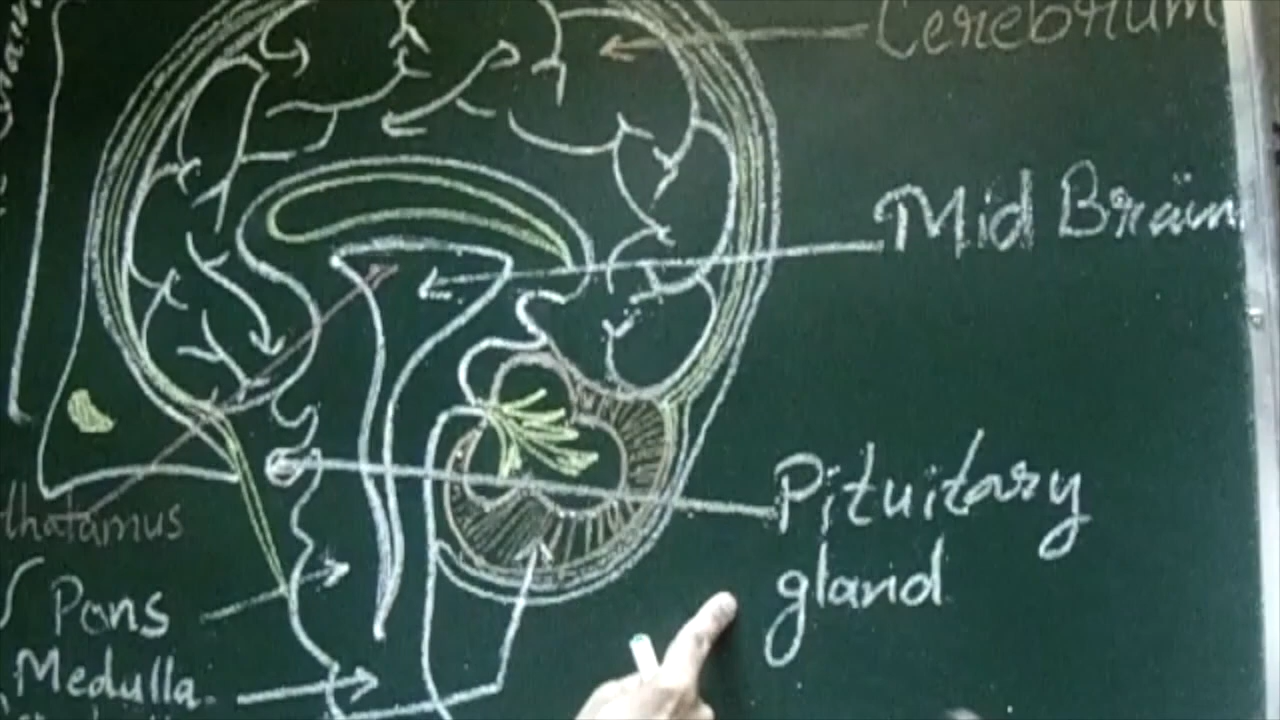 Cerebrum
Mid Brain
Pituitary
gland
thalamus
Pons
Medulla